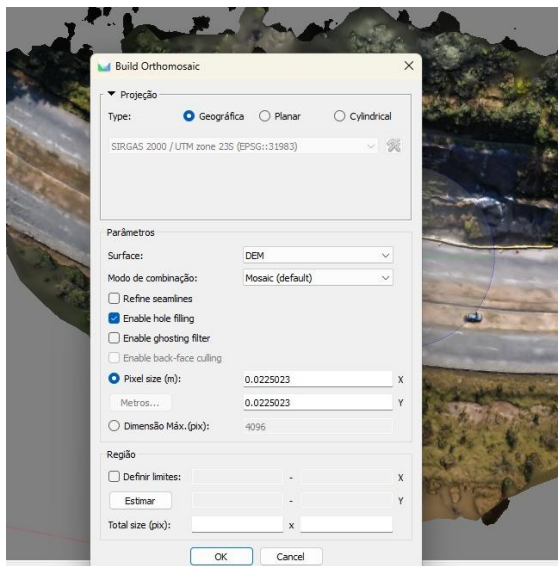 Build Orthomosaic
Projeção
Type: Geográfica Planar Cylindrical
SIRGAS 2000 / UTM zone 23S (EPSG::31983)
Parâmetros
Surface: DEM
Modo de combinação: Mosaic (default)
Refine seamlines
Enable hole filling
Enable ghosting filter
Enable back-face culling
Pixel size (m): 0.0225023 X
Metros... 0.0225023 Y
Dimensão Máx.(pix): 4096
Região
Definir limites: - X
Estimar - Y
Total size (pix): x
OK Cancel